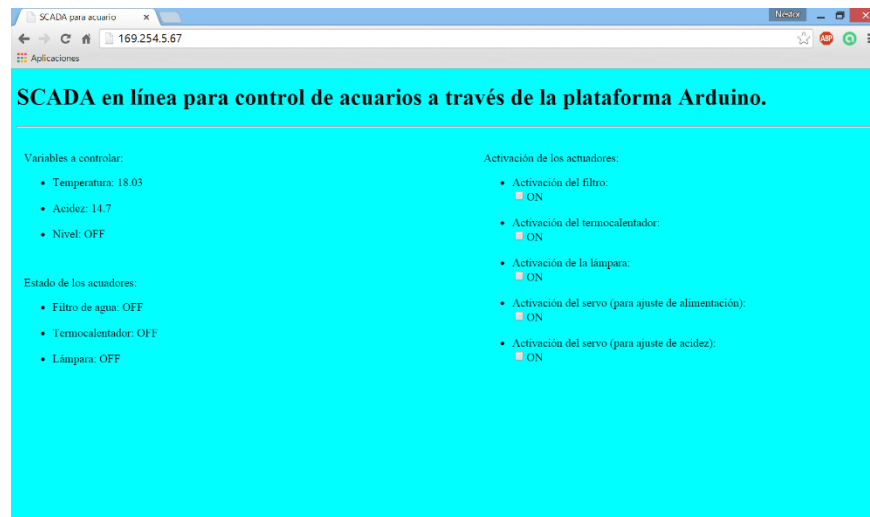 SCADA para acuario
Néstor
169.254.5.67
ABP
Aplicaciones
SCADA en línea para control de acuarios a través de la plataforma Arduino.
Variables a controlar:
Temperatura: 18.03
Acidez: 14.7
Nivel: OFF
Estado de los acuadores:
Filtro de agua: OFF
Termocalentador: OFF
Lámpara: OFF
Activación de los actuadores:
Activación del filtro:
ON
Activación del termocalentador:
ON
Activación de la lámpara:
ON
Activación del servo (para ajuste de alimentación):
ON
Activación del servo (para ajuste de acidez):
ON